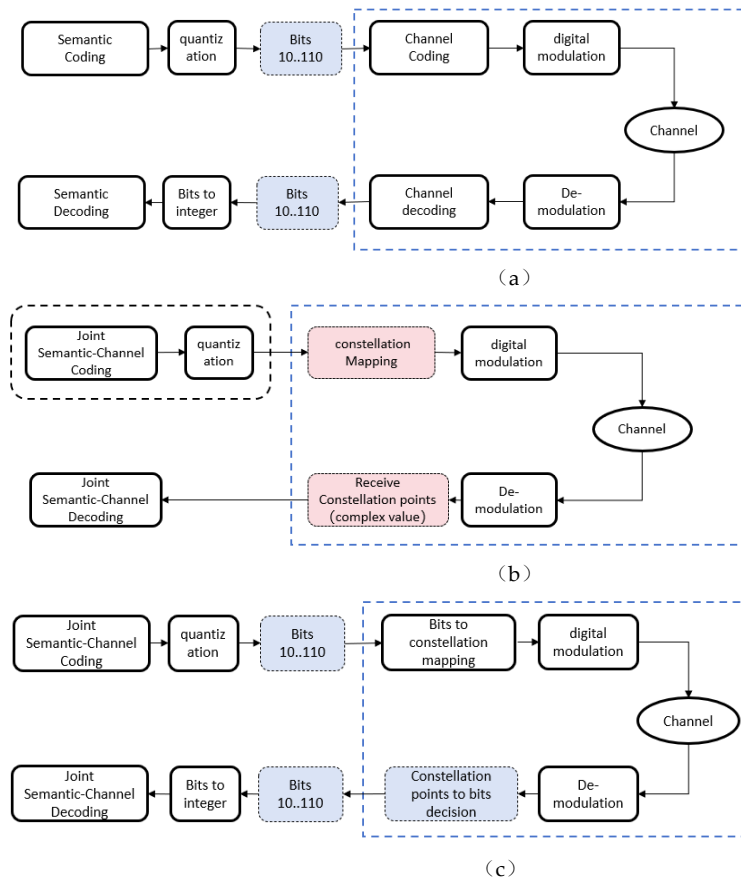 Semantic
Coding
quantiz
ation
Bits
10..110
Channel
Coding
digital
modulation
Channel
Semantic
Decoding
Bits to
integer
Bits
10..110
Channel
decoding
De-
modulation
（a）
Joint
Semantic-Channel
Coding
quantiz
ation
constellation
Mapping
digital
modulation
Channel
Joint
Semantic-Channel
Decoding
Receive
Constellation points
（complex value）
De-
modulation
（b）
Joint
Semantic-Channel
Coding
quantiz
ation
Bits
10..110
Bits to
constellation
mapping
digital
modulation
Channel
Joint
Semantic-Channel
Decoding
Bits to
integer
Bits
10..110
Constellation
points to bits
decision
De-
modulation
（c）